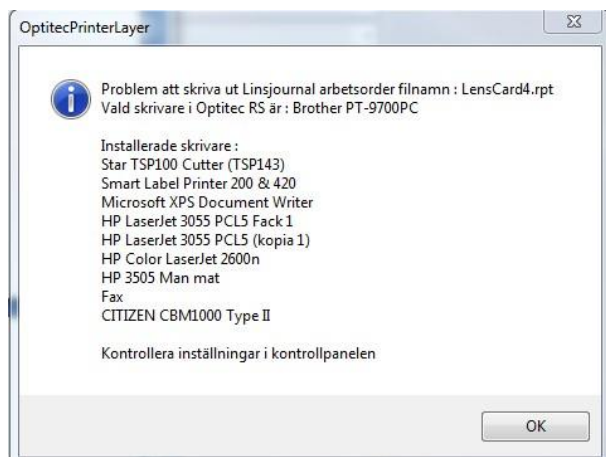 OptitecPrinterLayer
Problem att skriva ut Linsjournal arbetsorder filnamn : LensCard4.rpt
Vald skrivare i Optitec RS är : Brother PT-9700PC
Installerade skrivare :
Star TSP100 Cutter (TSP143)
Smart Label Printer 200 & 420
Microsoft XPS Document Writer
HP LaserJet 3055 PCL5 Fack 1
HP LaserJet 3055 PCL5 (kopia 1)
HP Color LaserJet 2600n
HP 3505 Man mat
Fax
CITIZEN CBM1000 Type II
Kontrollera inställningar i kontrollpanelen
OK